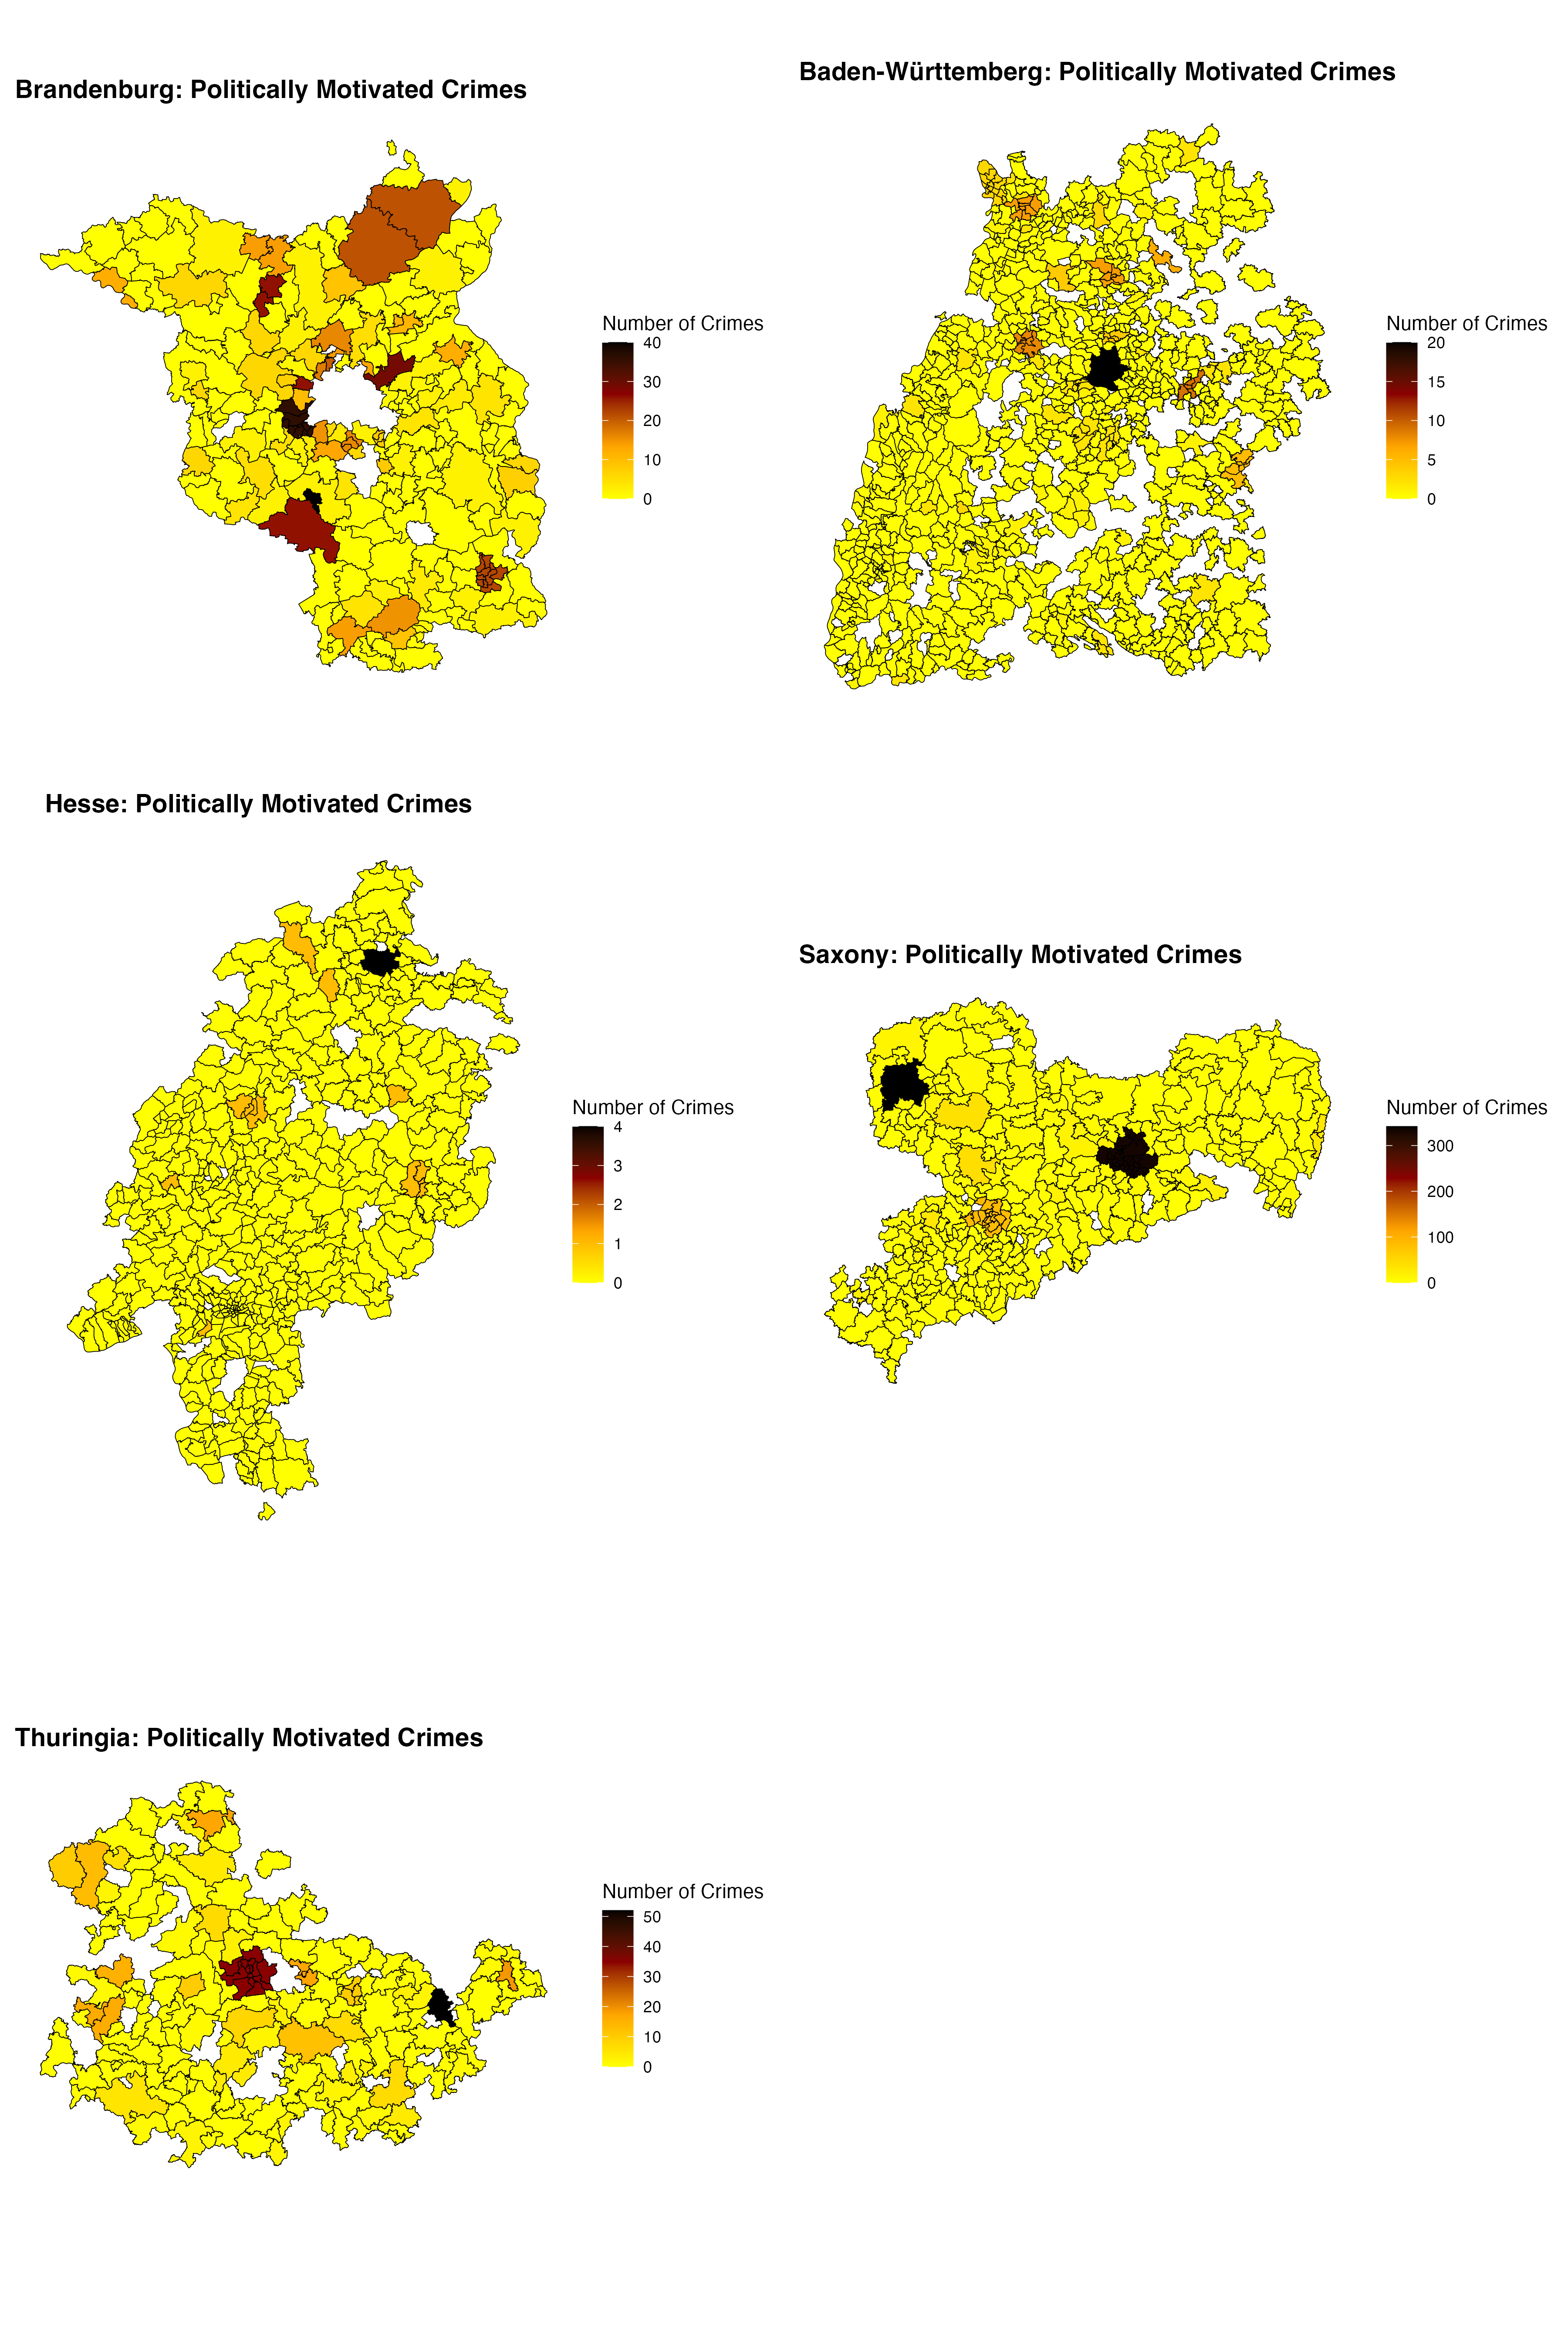 Brandenburg: Politically Motivated Crimes
Number of Crimes
40
30
20
10
0
Baden-Württemberg: Politically Motivated Crimes
Number of Crimes
20
15
10
5
0
Hesse: Politically Motivated Crimes
Number of Crimes
4
3
2
1
0
Saxony: Politically Motivated Crimes
Number of Crimes
300
200
100
0
Thuringia: Politically Motivated Crimes
Number of Crimes
50
40
30
20
10
0